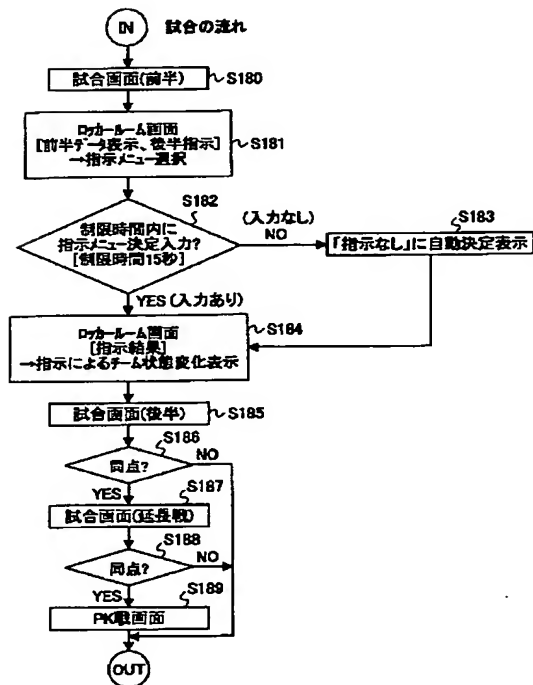 IN
試合の流れ
試合画面(前半)
S180
ロッカールーム画面
[前半データ表示、後半指示]
→指示メニュー選択
S181
S182
制限時間内に
指示メニュー決定入力?
[制限時間15秒]
(入力なし)
NO
S183
「指示なし」に自動決定表示
YES (入力あり)
ロッカールーム画面
[指示結果]
→指示によるチーム状態変化表示
S184
試合画面(後半)
S185
S186
同点?
NO
YES
S187
試合画面(延長戦)
S188
同点?
NO
YES
S189
PK戦画面
OUT